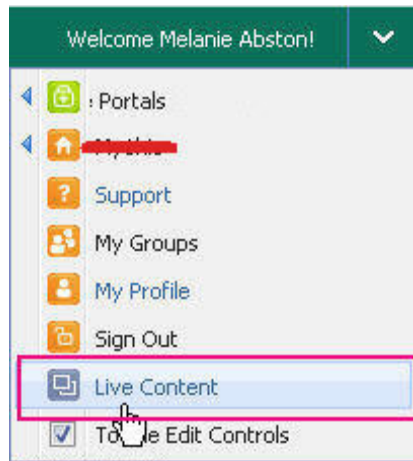 Welcome Melanie Abston!
: Portals
Support
My Groups
My Profile
Sign Out
Live Content
Edit Controls